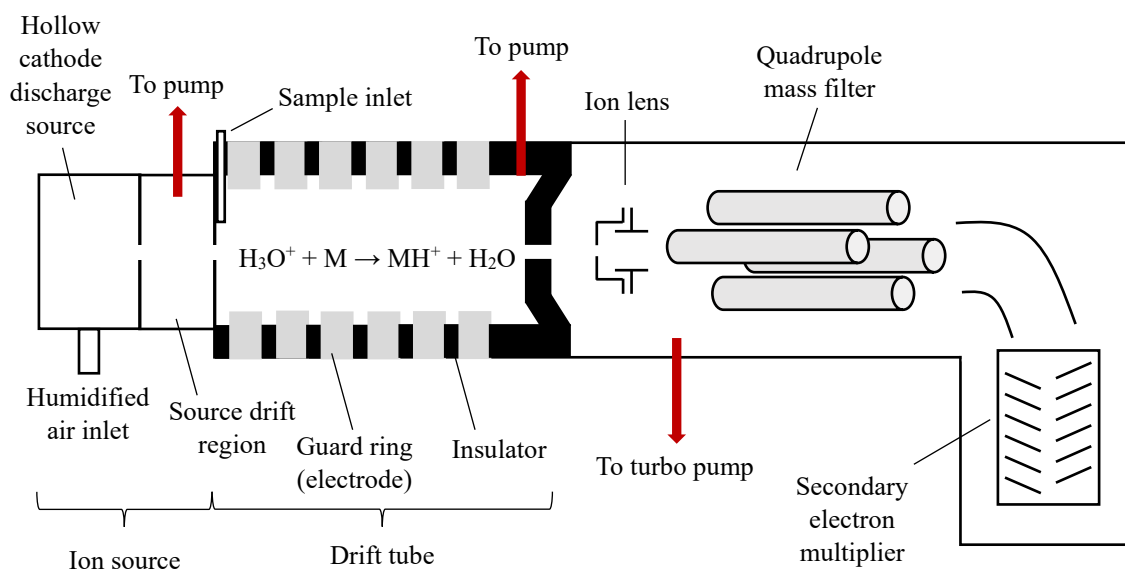 Hollow
cathode
discharge
source
To pump
Sample inlet
To pump
Ion lens
Quadrupole
mass filter
H₃O⁺ + M → MH⁺ + H₂O
Humidified
air inlet
Source drift
region
Guard ring
(electrode)
Insulator
To turbo pump
Secondary
electron
multiplier
Ion source
Drift tube